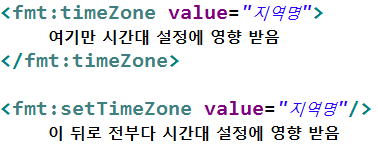 <fmt:timeZone value="지역명">
여기만 시간대 설정에 영향 받음
</fmt:timeZone>
<fmt:setTimeZone value="지역명"/>
이 뒤로 전부다 시간대 설정에 영향 받음